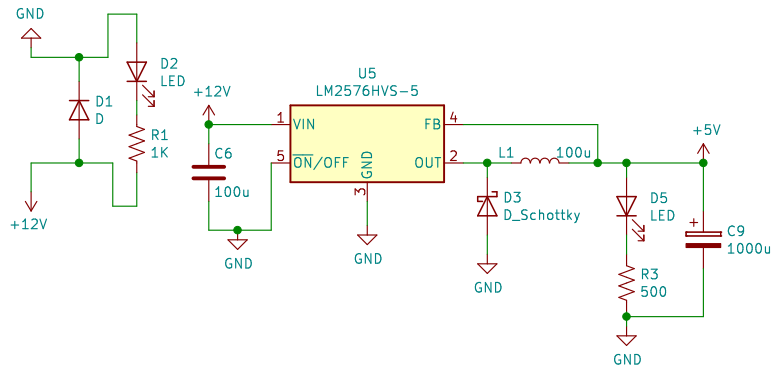 GND
D2
LED
D1
D
R1
1K
+12V
+12V
C6
100u
U5
LM2576HVS-5
1
VIN
5
ON/OFF
GND
3
FB
4
OUT
2
GND
GND
L1
100u
D3
D_Schottky
GND
+5V
D5
LED
+
C9
1000u
R3
500
GND